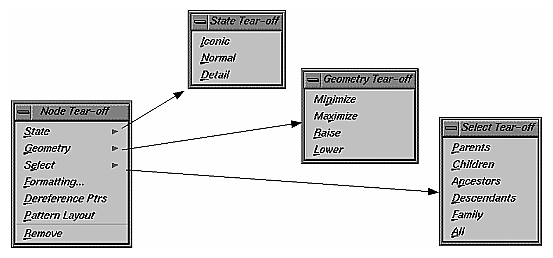 State Tear-off
Iconic
Normal
Detail
Geometry Tear-off
Minimize
Maximize
Raise
Lower
Node Tear-off
State
Geometry
Select
Formatting...
Dereference Ptrs
Pattern Layout
Remove
Select Tear-off
Parents
Children
Ancestors
Descendants
Family
All